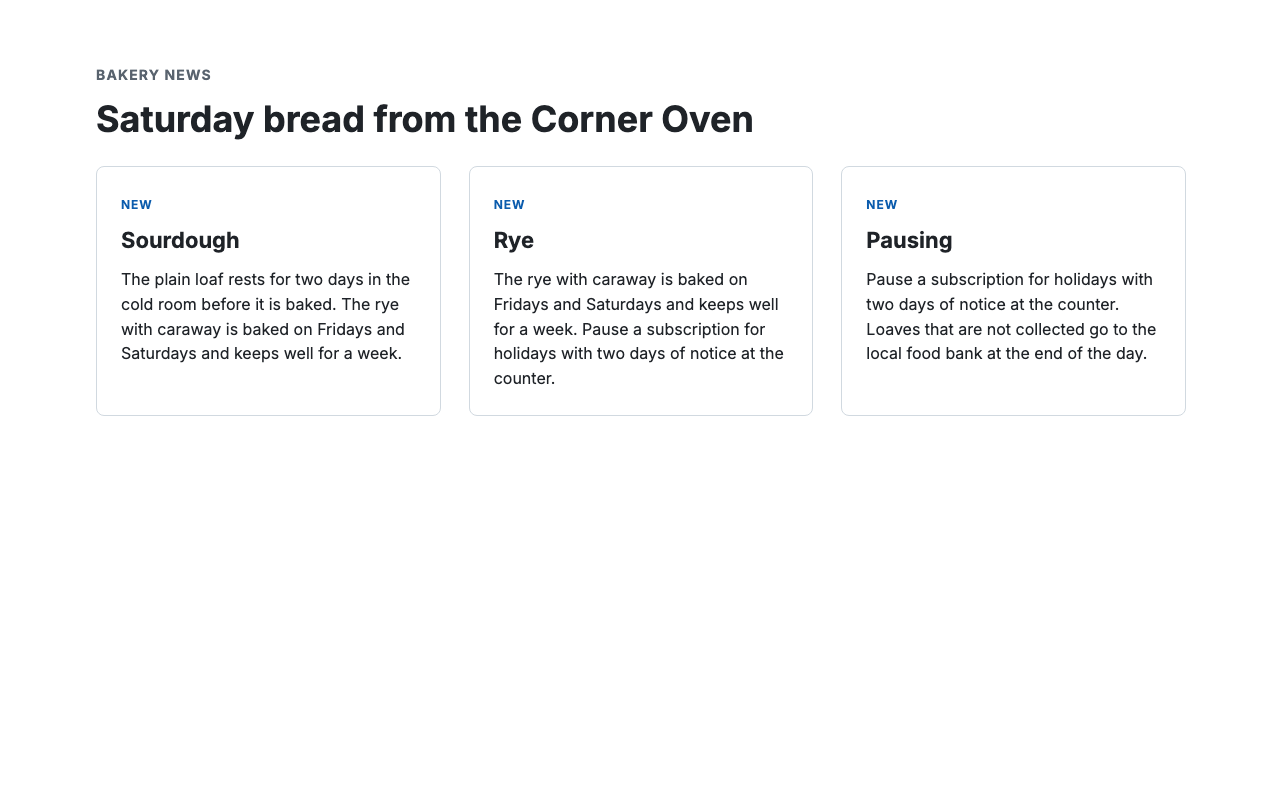 BAKERY NEWS
Saturday bread from the Corner Oven
NEW
Sourdough
The plain loaf rests for two days in the
cold room before it is baked. The rye
with caraway is baked on Fridays and
Saturdays and keeps well for a week.
NEW
Rye
The rye with caraway is baked on
Fridays and Saturdays and keeps well
for a week. Pause a subscription for
holidays with two days of notice at the
counter.
NEW
Pausing
Pause a subscription for holidays with
two days of notice at the counter.
Loaves that are not collected go to the
local food bank at the end of the day.